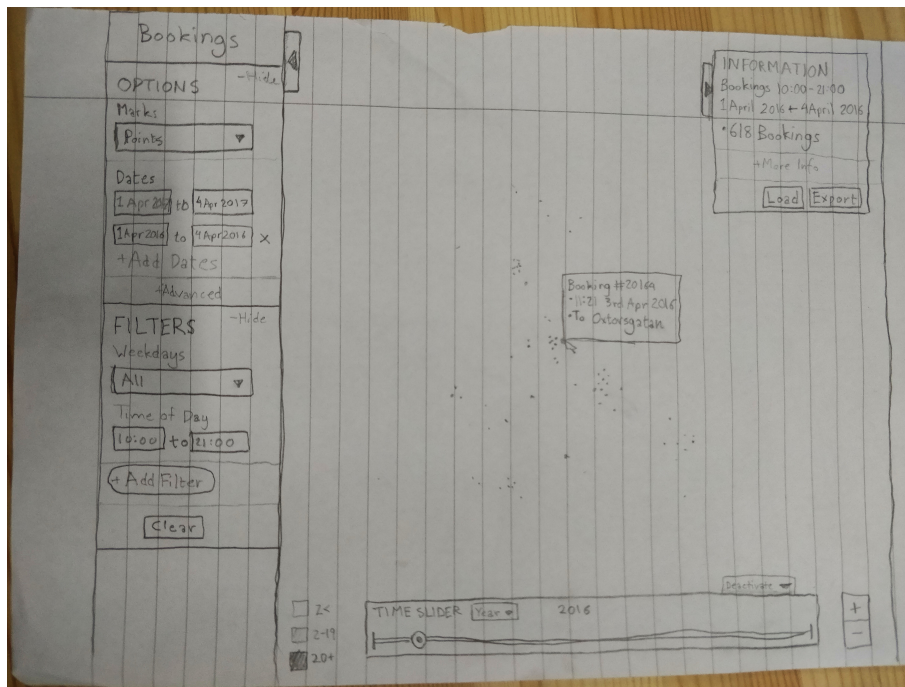 Bookings
OPTIONS
-Hide
Marks
Points
Dates
1 Apr 2017 to 4 Apr 2017
1 Apr 2016 to 4 Apr 2016 ×
+Add Dates
+Advanced
FILTERS
-Hide
Weekdays
All
Time of Day
10:00 to 21:00
+ Add Filter
Clear
INFORMATION
Bookings 10:00-21:00
1 April 2016 - 4 April 2016
•618 Bookings
+More Info
Load Export
Booking #20169
•11:21 3rd Apr 2016
•To
Deactivate
2<
2-19
20+
TIME SLIDER Year 2016
+
-